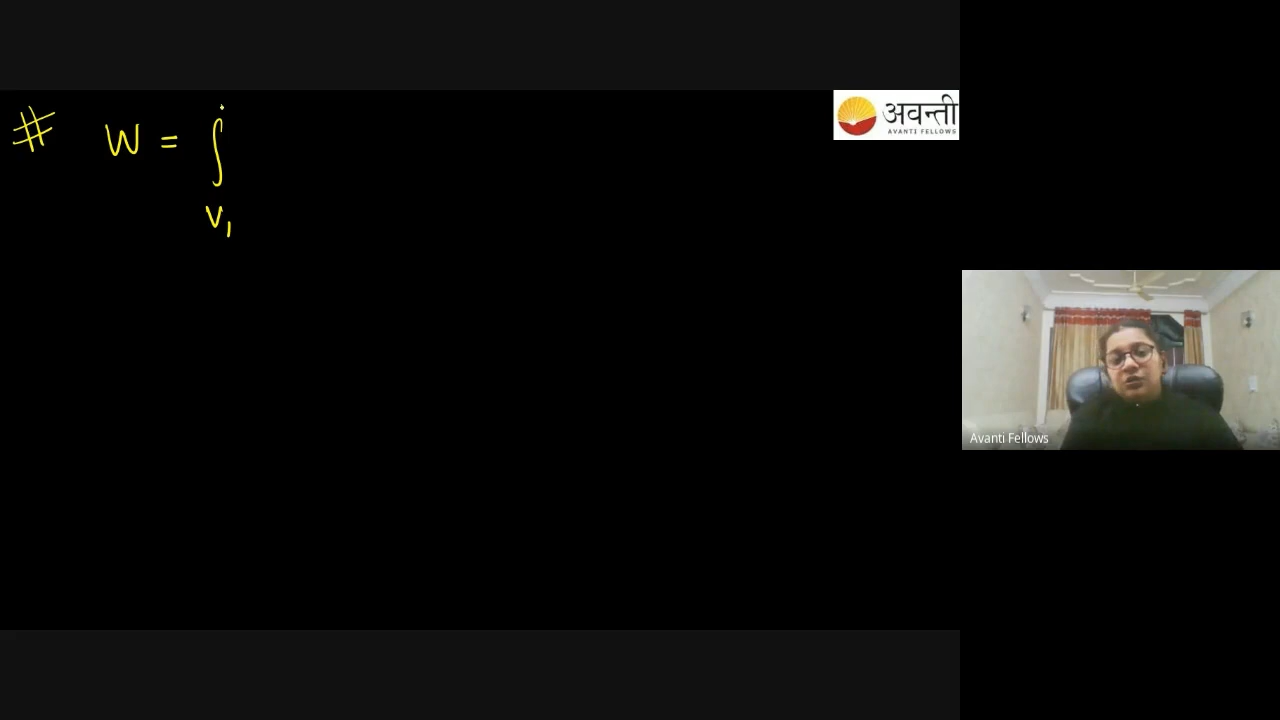 # W = ∫
V₁
अवन्ती
AVANTI FELLOWS
Avanti Fellows